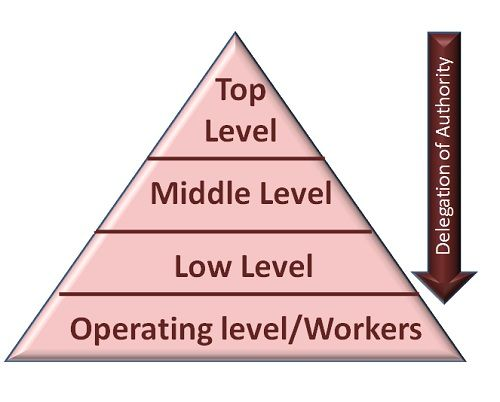 Top
Level
Middle Level
Low Level
Operating level/Workers
Delegation of Authority